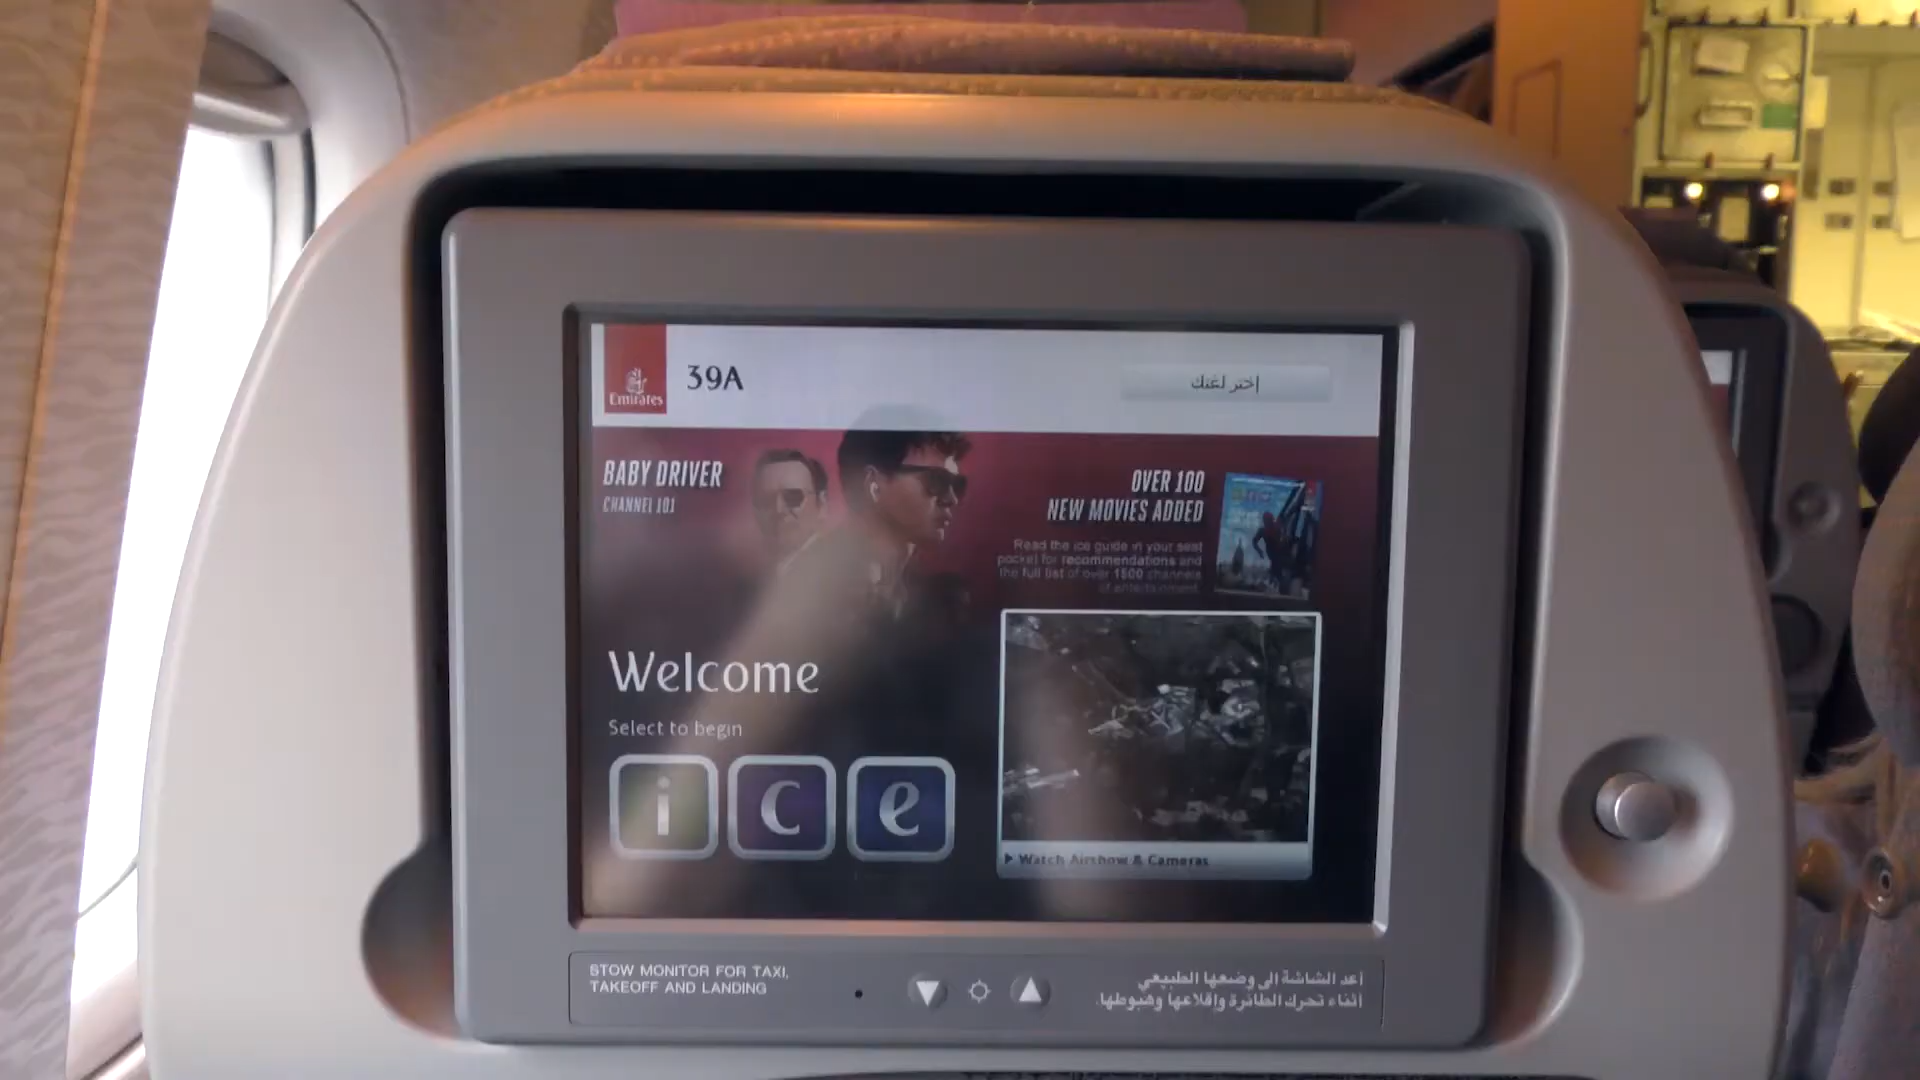 Emirates
39A
إختر لغتك
BABY DRIVER
CHANNEL 101
OVER 100
NEW MOVIES ADDED
Read the ice guide in your seat
pocket for recommendations and
the full list of over 1500 channels
of entertainment.
Welcome
Select to begin
i c e
Watch Airshow & Cameras
STOW MONITOR FOR TAXI,
TAKEOFF AND LANDING
أعد الشاشة إلى وضعها الطبيعي
أثناء تحرك الطائرة وإقلاعها وهبوطها.